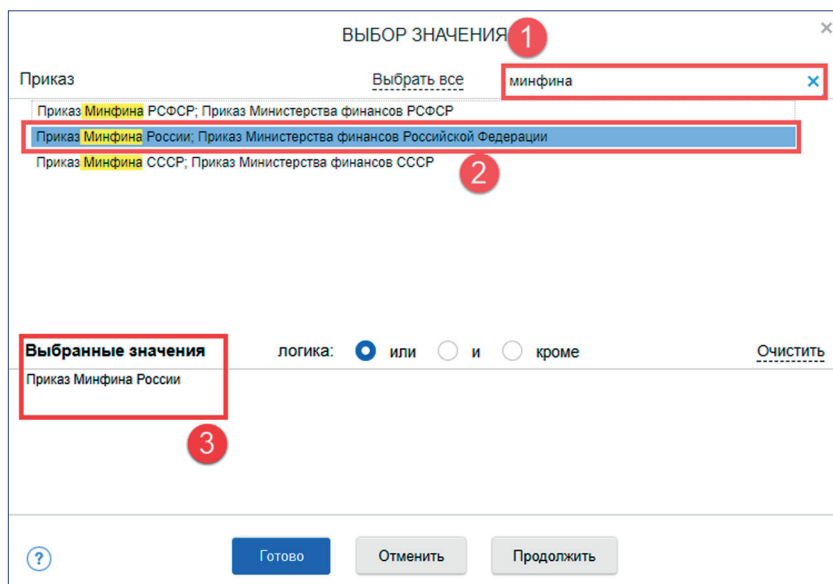 ВЫБОР ЗНАЧЕНИЯ 1 ×
Приказ Выбрать все минфина ×
Приказ Минфина РСФСР; Приказ Министерства финансов РСФСР
Приказ Минфина России; Приказ Министерства финансов Российской Федерации
Приказ Минфина СССР; Приказ Министерства финансов СССР
2
Выбранные значения логика: или и кроме Очистить
Приказ Минфина России
3
? Готово Отменить Продолжить